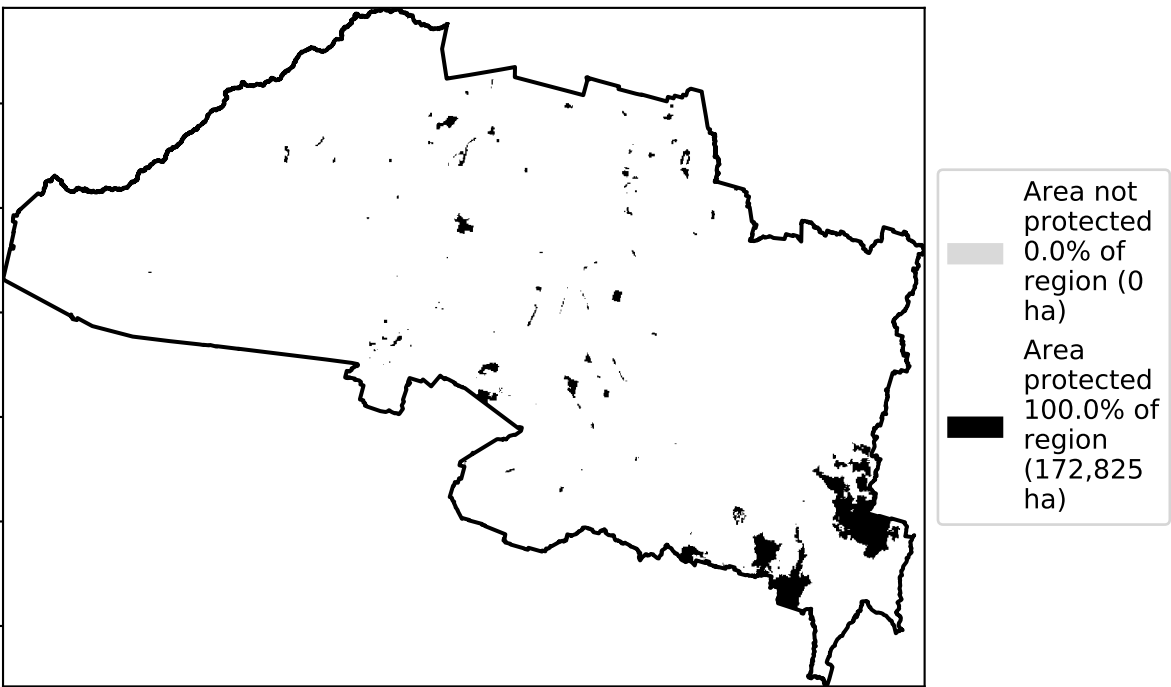 Area not
protected
0.0% of
region (0
ha)
Area
protected
100.0% of
region
(172,825
ha)